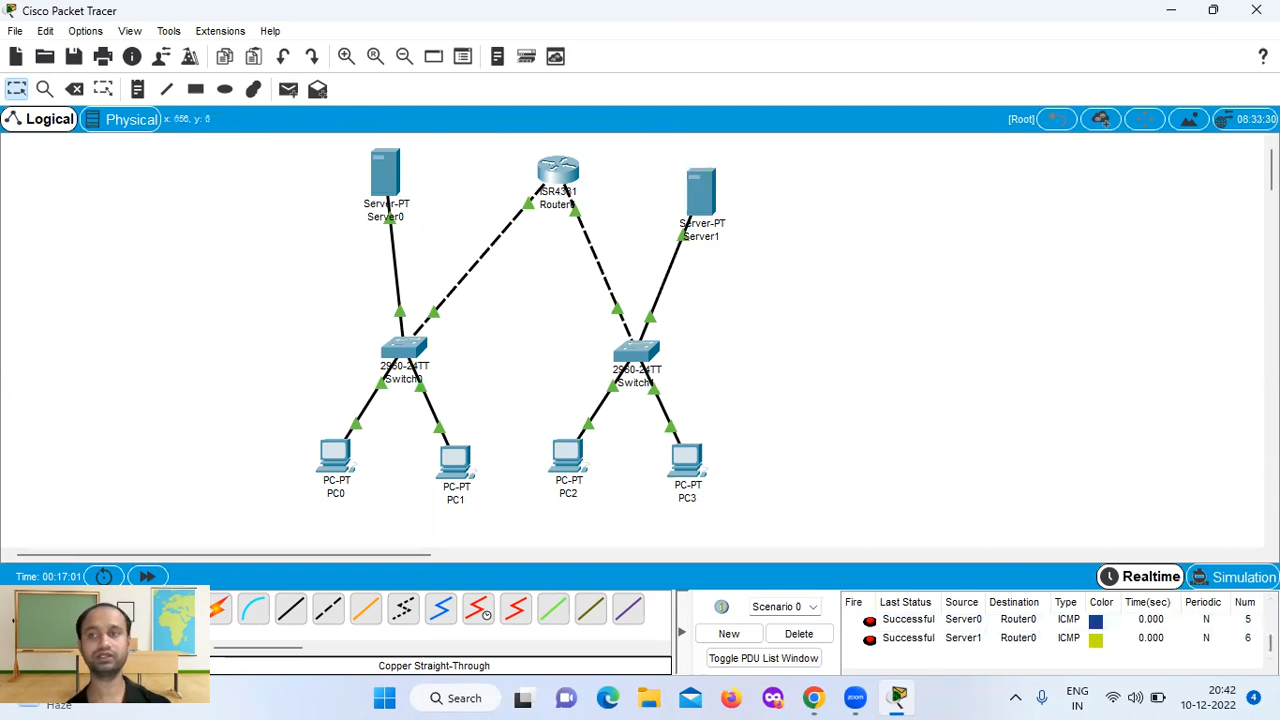 Cisco Packet Tracer
File Edit Options View Tools Extensions Help
?
Logical Physical x: 656, y: 6 [Root] 08:33:30
Server-PT
Server0
ISR4331
Router0
Server-PT
Server1
2960-24TT
Switch0
2960-24TT
Switch1
PC-PT
PC0
PC-PT
PC1
PC-PT
PC2
PC-PT
PC3
Time: 00:17:01 Realtime Simulation
Scenario 0
New Delete
Toggle PDU List Window
Fire Last Status Source Destination Type Color Time(sec) Periodic Num
Successful Server0 Router0 ICMP 0.000 N 5
Successful Server1 Router0 ICMP 0.000 N 6
Copper Straight-Through
Haze
Search
ENG
IN
20:42
10-12-2022
4